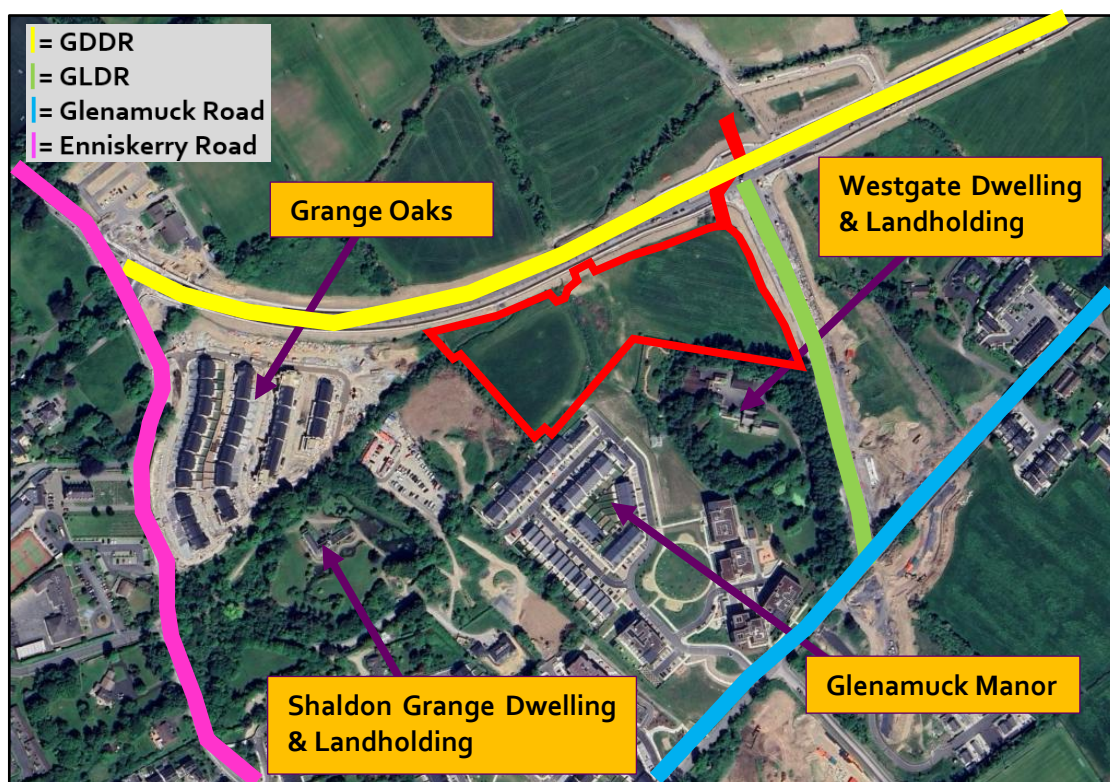 = GDDR
= GLDR
= Glenamuck Road
= Enniskerry Road
Grange Oaks
Westgate Dwelling
& Landholding
Shaldon Grange Dwelling
& Landholding
Glenamuck Manor